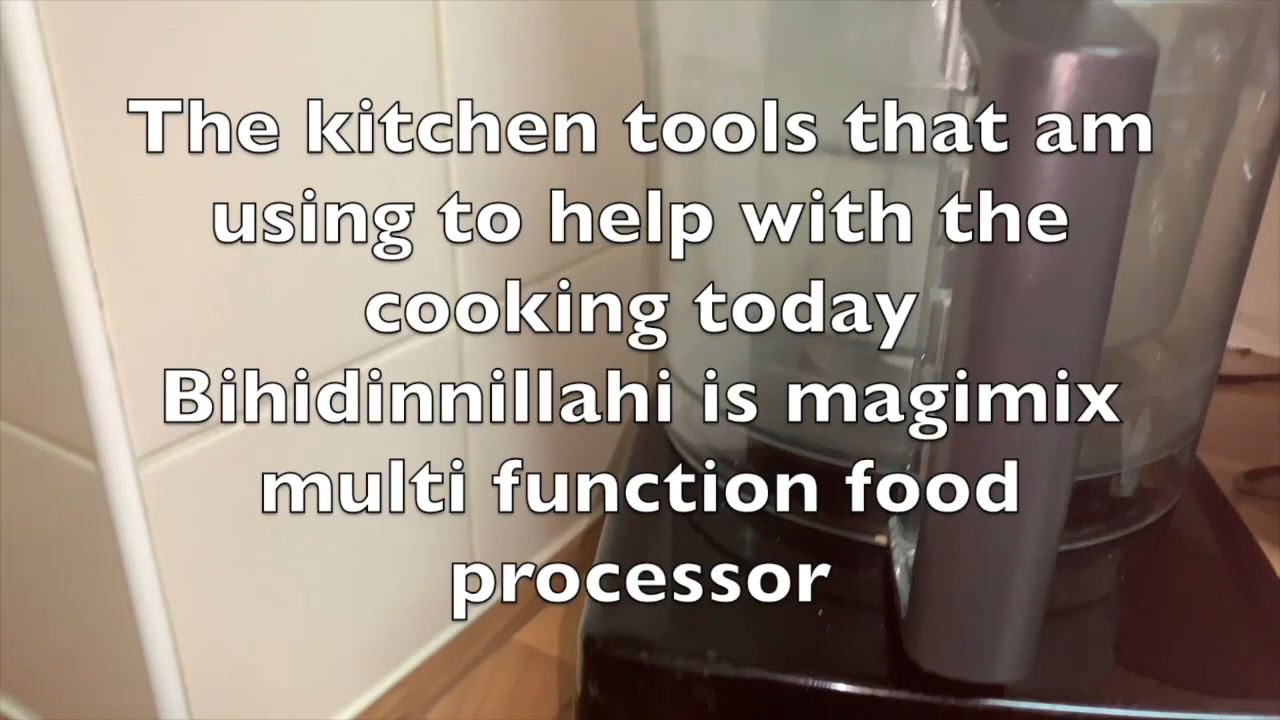 The kitchen tools that am
using to help with the
cooking today
Bihidinnillahi is magimix
multi function food
processor